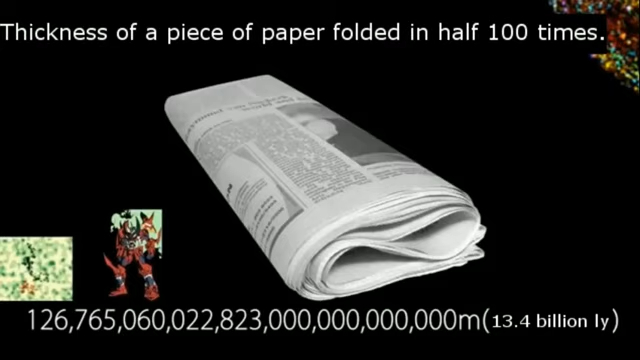 Thickness of a piece of paper folded in half 100 times.
126,765,060,022,823,000,000,000,000m(13.4 billion ly)